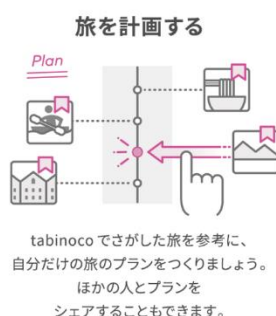 旅を計画する
Plan
tabinoco でさがした旅を参考に、
自分だけの旅のプランをつくりましょう。
ほかの人とプランを
シェアすることもできます。